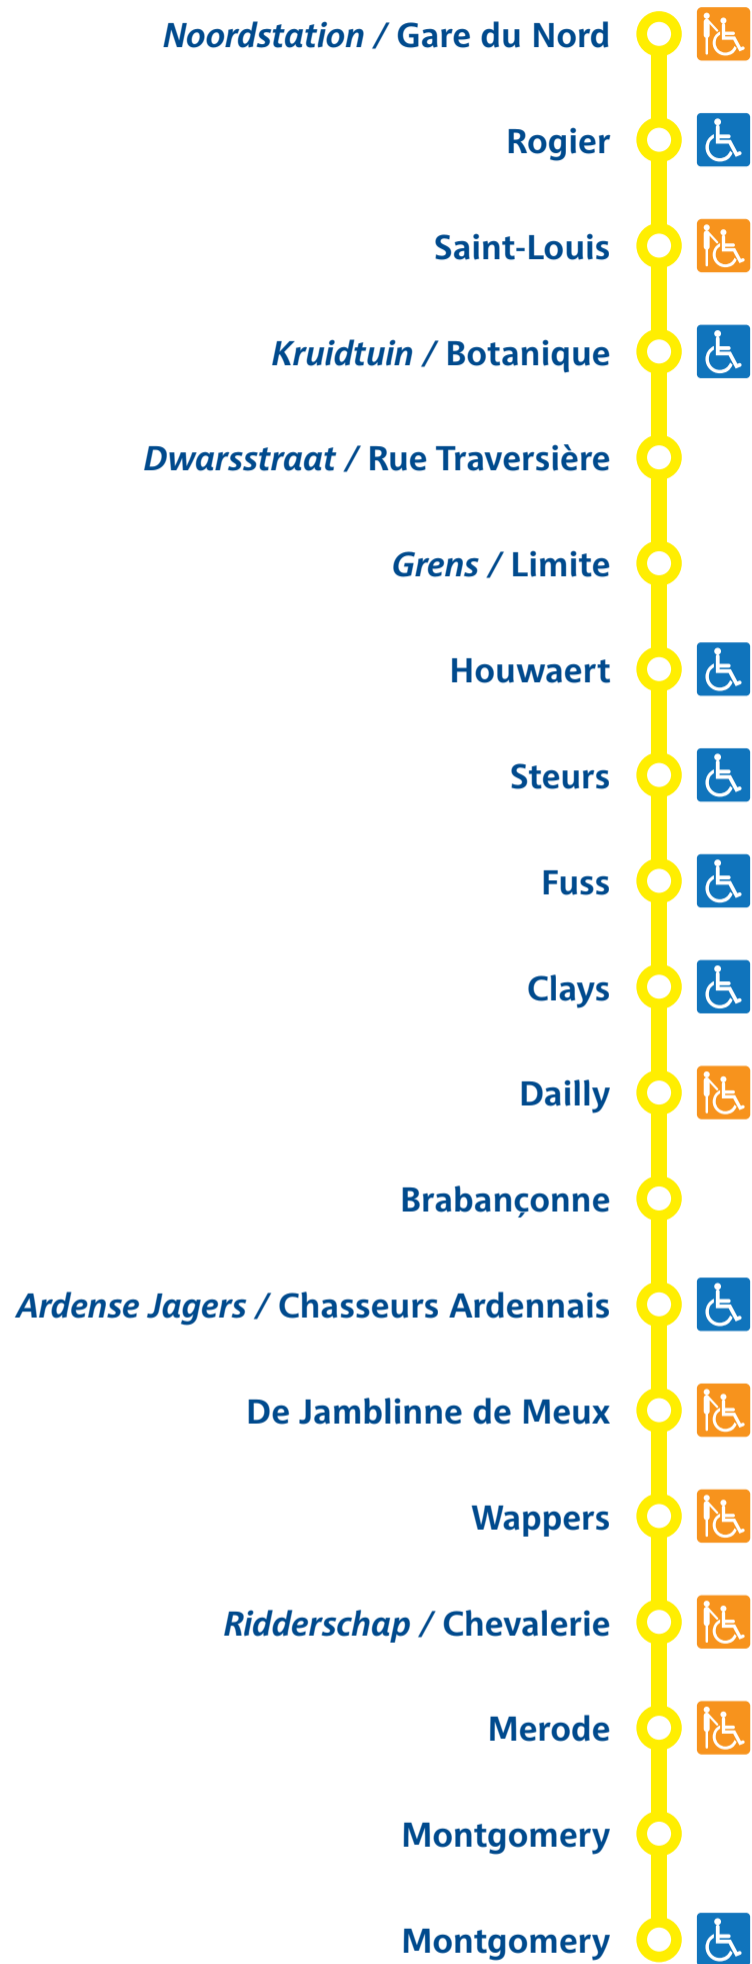 Noordstation / Gare du Nord
Rogier
Saint-Louis
Kruidtuin / Botanique
Dwarsstraat / Rue Traversière
Grens / Limite
Houwaert
Steurs
Fuss
Clays
Dailly
Brabançonne
Ardense Jagers / Chasseurs Ardennais
De Jamblinne de Meux
Wappers
Ridderschap / Chevalerie
Merode
Montgomery
Montgomery